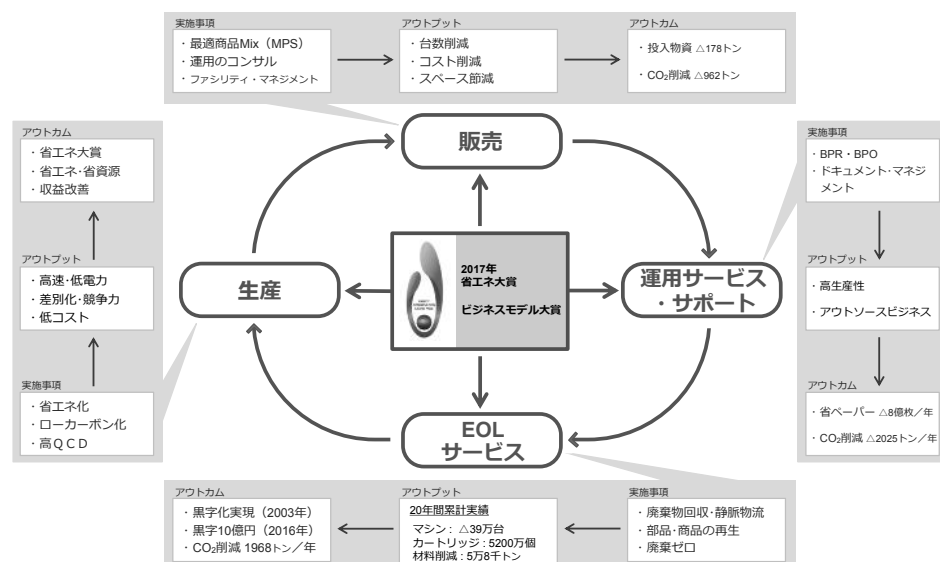 実施事項
・最適商品Mix（MPS）
・運用のコンサル
・ファシリティ・マネジメント
アウトプット
・台数削減
・コスト削減
・スペース節減
アウトカム
・投入物資 △178トン
・CO₂削減 △962トン
販売
アウトカム
・省エネ大賞
・省エネ･省資源
・収益改善
アウトプット
・高速･低電力
・差別化･競争力
・低コスト
実施事項
・省エネ化
・ローカーボン化
・高ＱＣＤ
生産
2017年
省エネ大賞
ビジネスモデル大賞
運用サービス
・サポート
実施事項
・BPR・BPO
・ドキュメント･マネジ
メント
アウトプット
・高生産性
・アウトソースビジネス
アウトカム
・省ペーパー △8億枚／年
・CO₂削減 △2025トン／年
EOL
サービス
アウトカム
・黒字化実現（2003年）
・黒字10億円（2016年）
・CO₂削減 1968トン／年
アウトプット
20年間累計実績
マシン： △39万台
カートリッジ：5200万個
材料削減：5万8千トン
実施事項
・廃棄物回収･静脈物流
・部品･商品の再生
・廃棄ゼロ